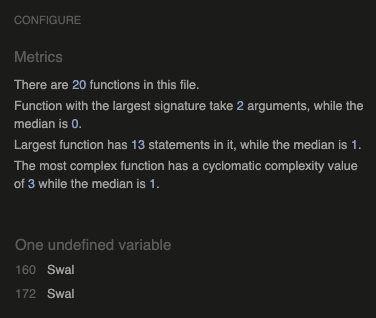 CONFIGURE
Metrics
There are 20 functions in this file.
Function with the largest signature take 2 arguments, while the
median is 0.
Largest function has 13 statements in it, while the median is 1.
The most complex function has a cyclomatic complexity value
of 3 while the median is 1.
One undefined variable
160 Swal
172 Swal